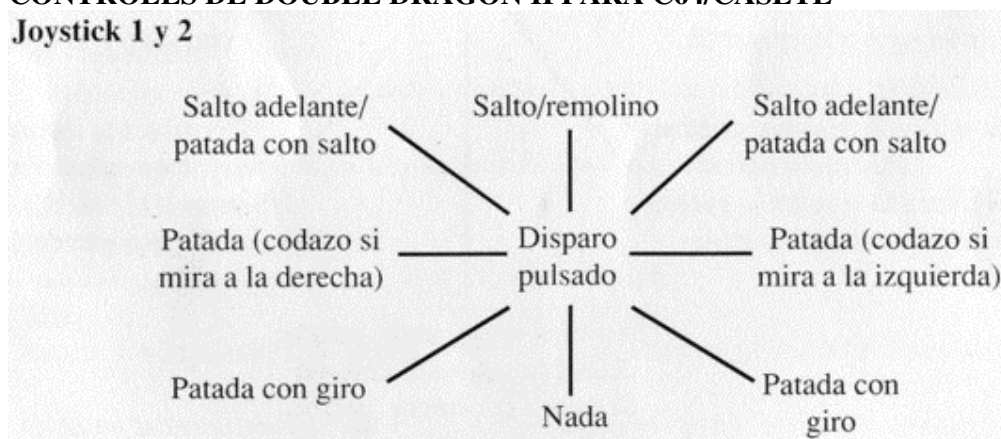 CONTROLES DE DOUBLE DRAGON II PARA C64/CASETE
Joystick 1 y 2
Salto adelante/
patada con salto
Salto/remolino
Salto adelante/
patada con salto
Patada (codazo si
mira a la derecha)
Disparo
pulsado
Patada (codazo si
mira a la izquierda)
Patada con giro
Nada
Patada con
giro